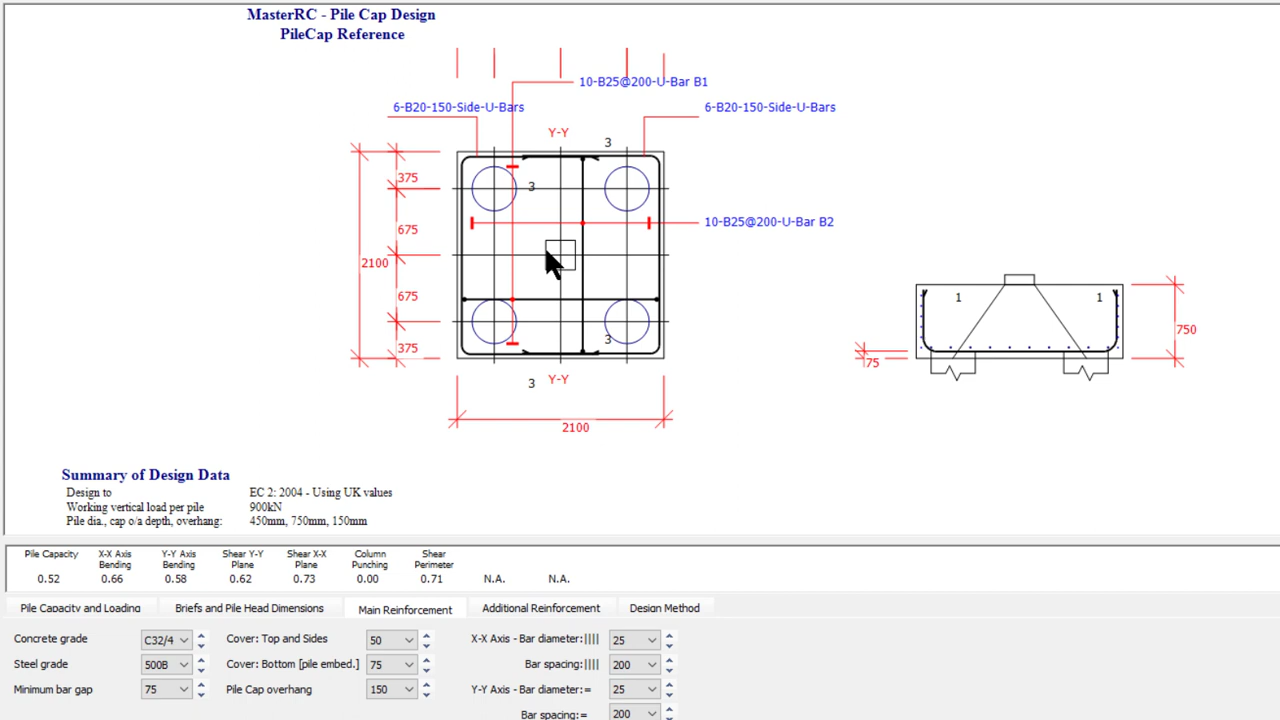 MasterRC - Pile Cap Design
PileCap Reference
10-B25@200-U-Bar B1
6-B20-150-Side-U-Bars
6-B20-150-Side-U-Bars
Y-Y
3
375
3
675
10-B25@200-U-Bar B2
2100
675
3
375
3
Y-Y
2100
1
1
750
75
Summary of Design Data
Design to EC 2: 2004 - Using UK values
Working vertical load per pile 900kN
Pile dia., cap o/a depth, overhang: 450mm, 750mm, 150mm
Pile Capacity X-X Axis Bending Y-Y Axis Bending Shear Y-Y Plane Shear X-X Plane Column Punching Shear Perimeter
0.52 0.66 0.58 0.62 0.73 0.00 0.71 N.A. N.A.
Pile Capacity and Loading Briefs and Pile Head Dimensions Main Reinforcement Additional Reinforcement Design Method
Concrete grade C32/4 Cover: Top and Sides 50 X-X Axis - Bar diameter:|||| 25
Steel grade 500B Cover: Bottom [pile embed.] 75 Bar spacing:|||| 200
Minimum bar gap 75 Pile Cap overhang 150 Y-Y Axis - Bar diameter:= 25
Bar spacing:= 200